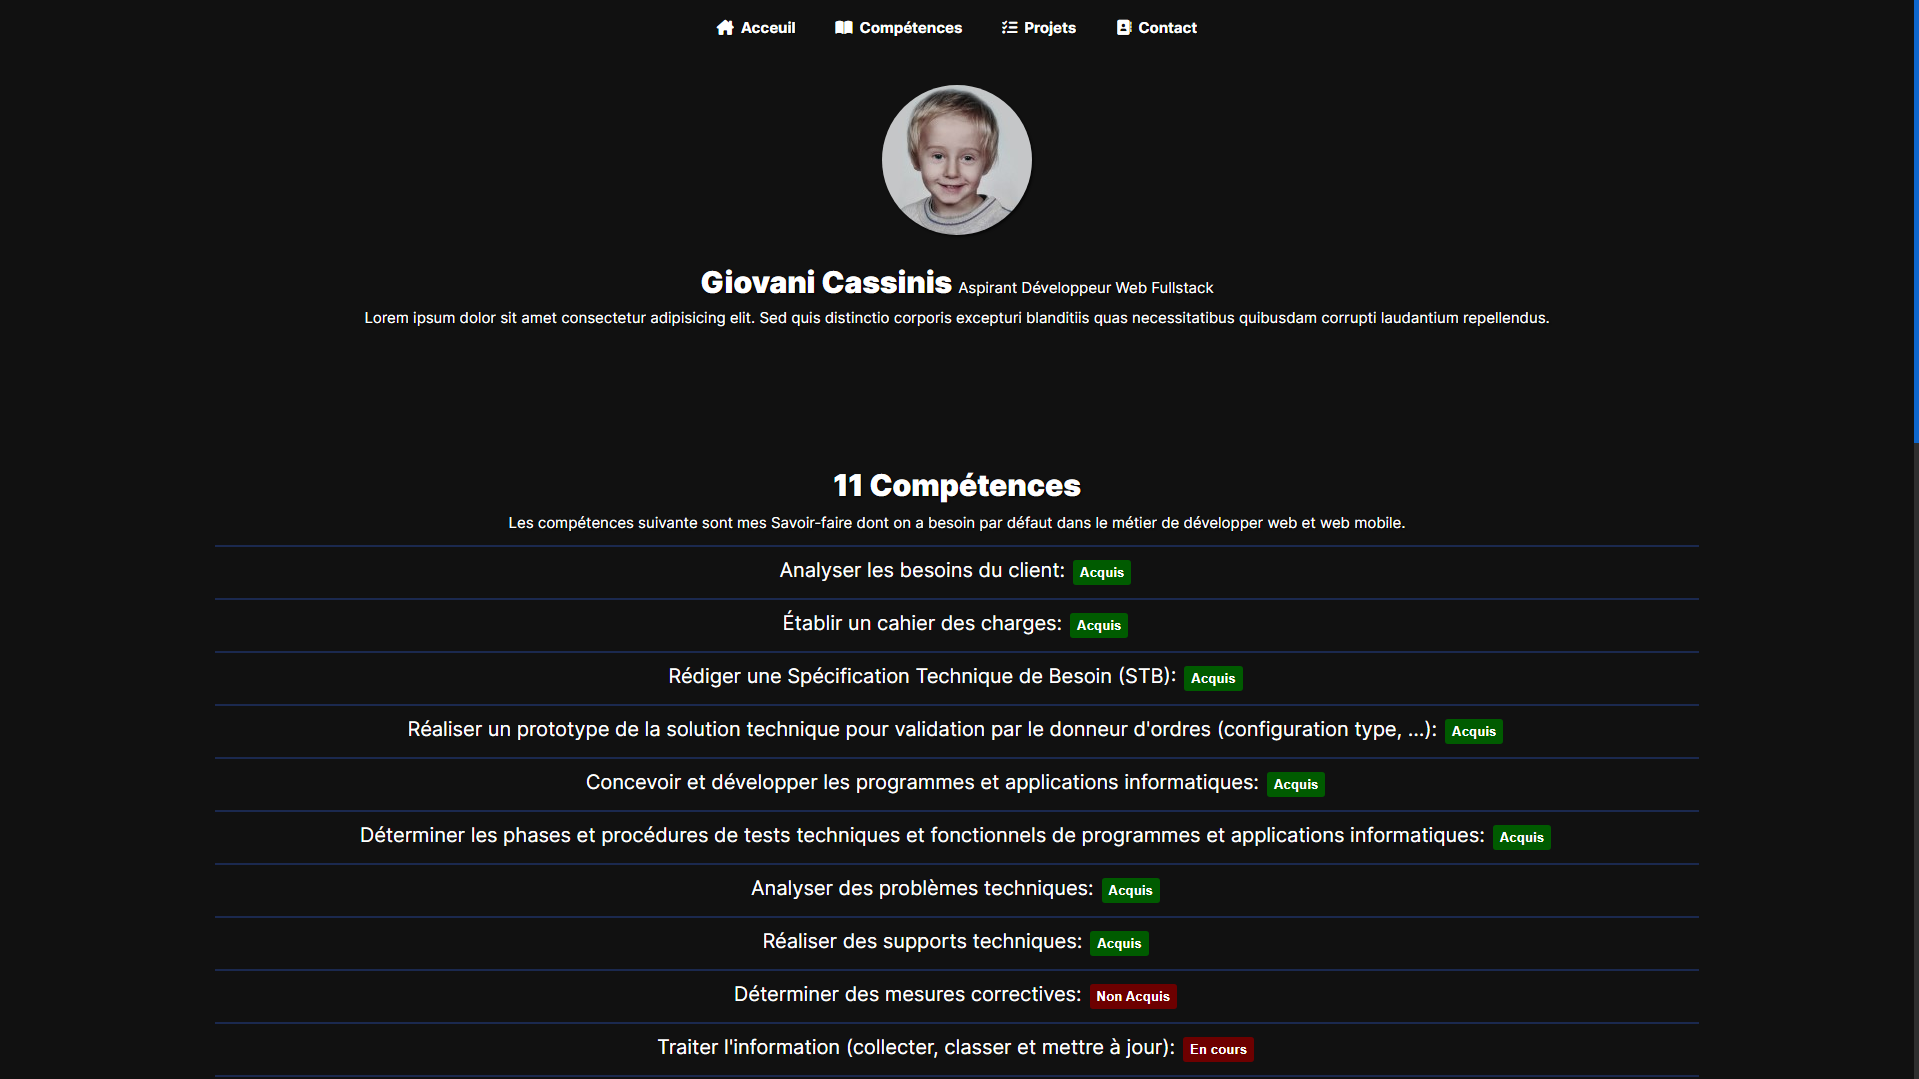 Acceuil Compétences Projets Contact
Giovani Cassinis Aspirant Développeur Web Fullstack
Lorem ipsum dolor sit amet consectetur adipisicing elit. Sed quis distinctio corporis excepturi blanditiis quas necessitatibus quibusdam corrupti laudantium repellendus.
11 Compétences
Les compétences suivante sont mes Savoir-faire dont on a besoin par défaut dans le métier de développer web et web mobile.
Analyser les besoins du client: Acquis
Établir un cahier des charges: Acquis
Rédiger une Spécification Technique de Besoin (STB): Acquis
Réaliser un prototype de la solution technique pour validation par le donneur d'ordres (configuration type, ...): Acquis
Concevoir et développer les programmes et applications informatiques: Acquis
Déterminer les phases et procédures de tests techniques et fonctionnels de programmes et applications informatiques: Acquis
Analyser des problèmes techniques: Acquis
Réaliser des supports techniques: Acquis
Déterminer des mesures correctives: Non Acquis
Traiter l'information (collecter, classer et mettre à jour): En cours